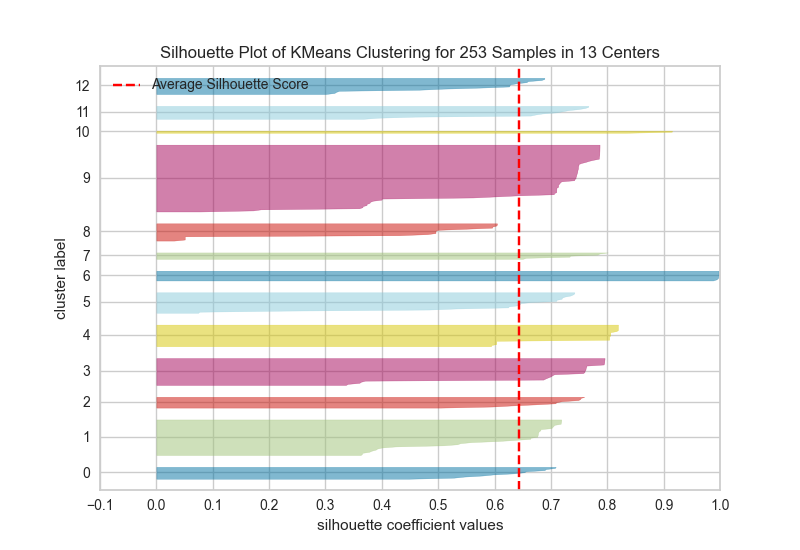 Silhouette Plot of KMeans Clustering for 253 Samples in 13 Centers
Average Silhouette Score
12
11
10
9
8
7
6
5
4
3
2
1
0
cluster label
−0.1 0.0 0.1 0.2 0.3 0.4 0.5 0.6 0.7 0.8 0.9 1.0
silhouette coefficient values